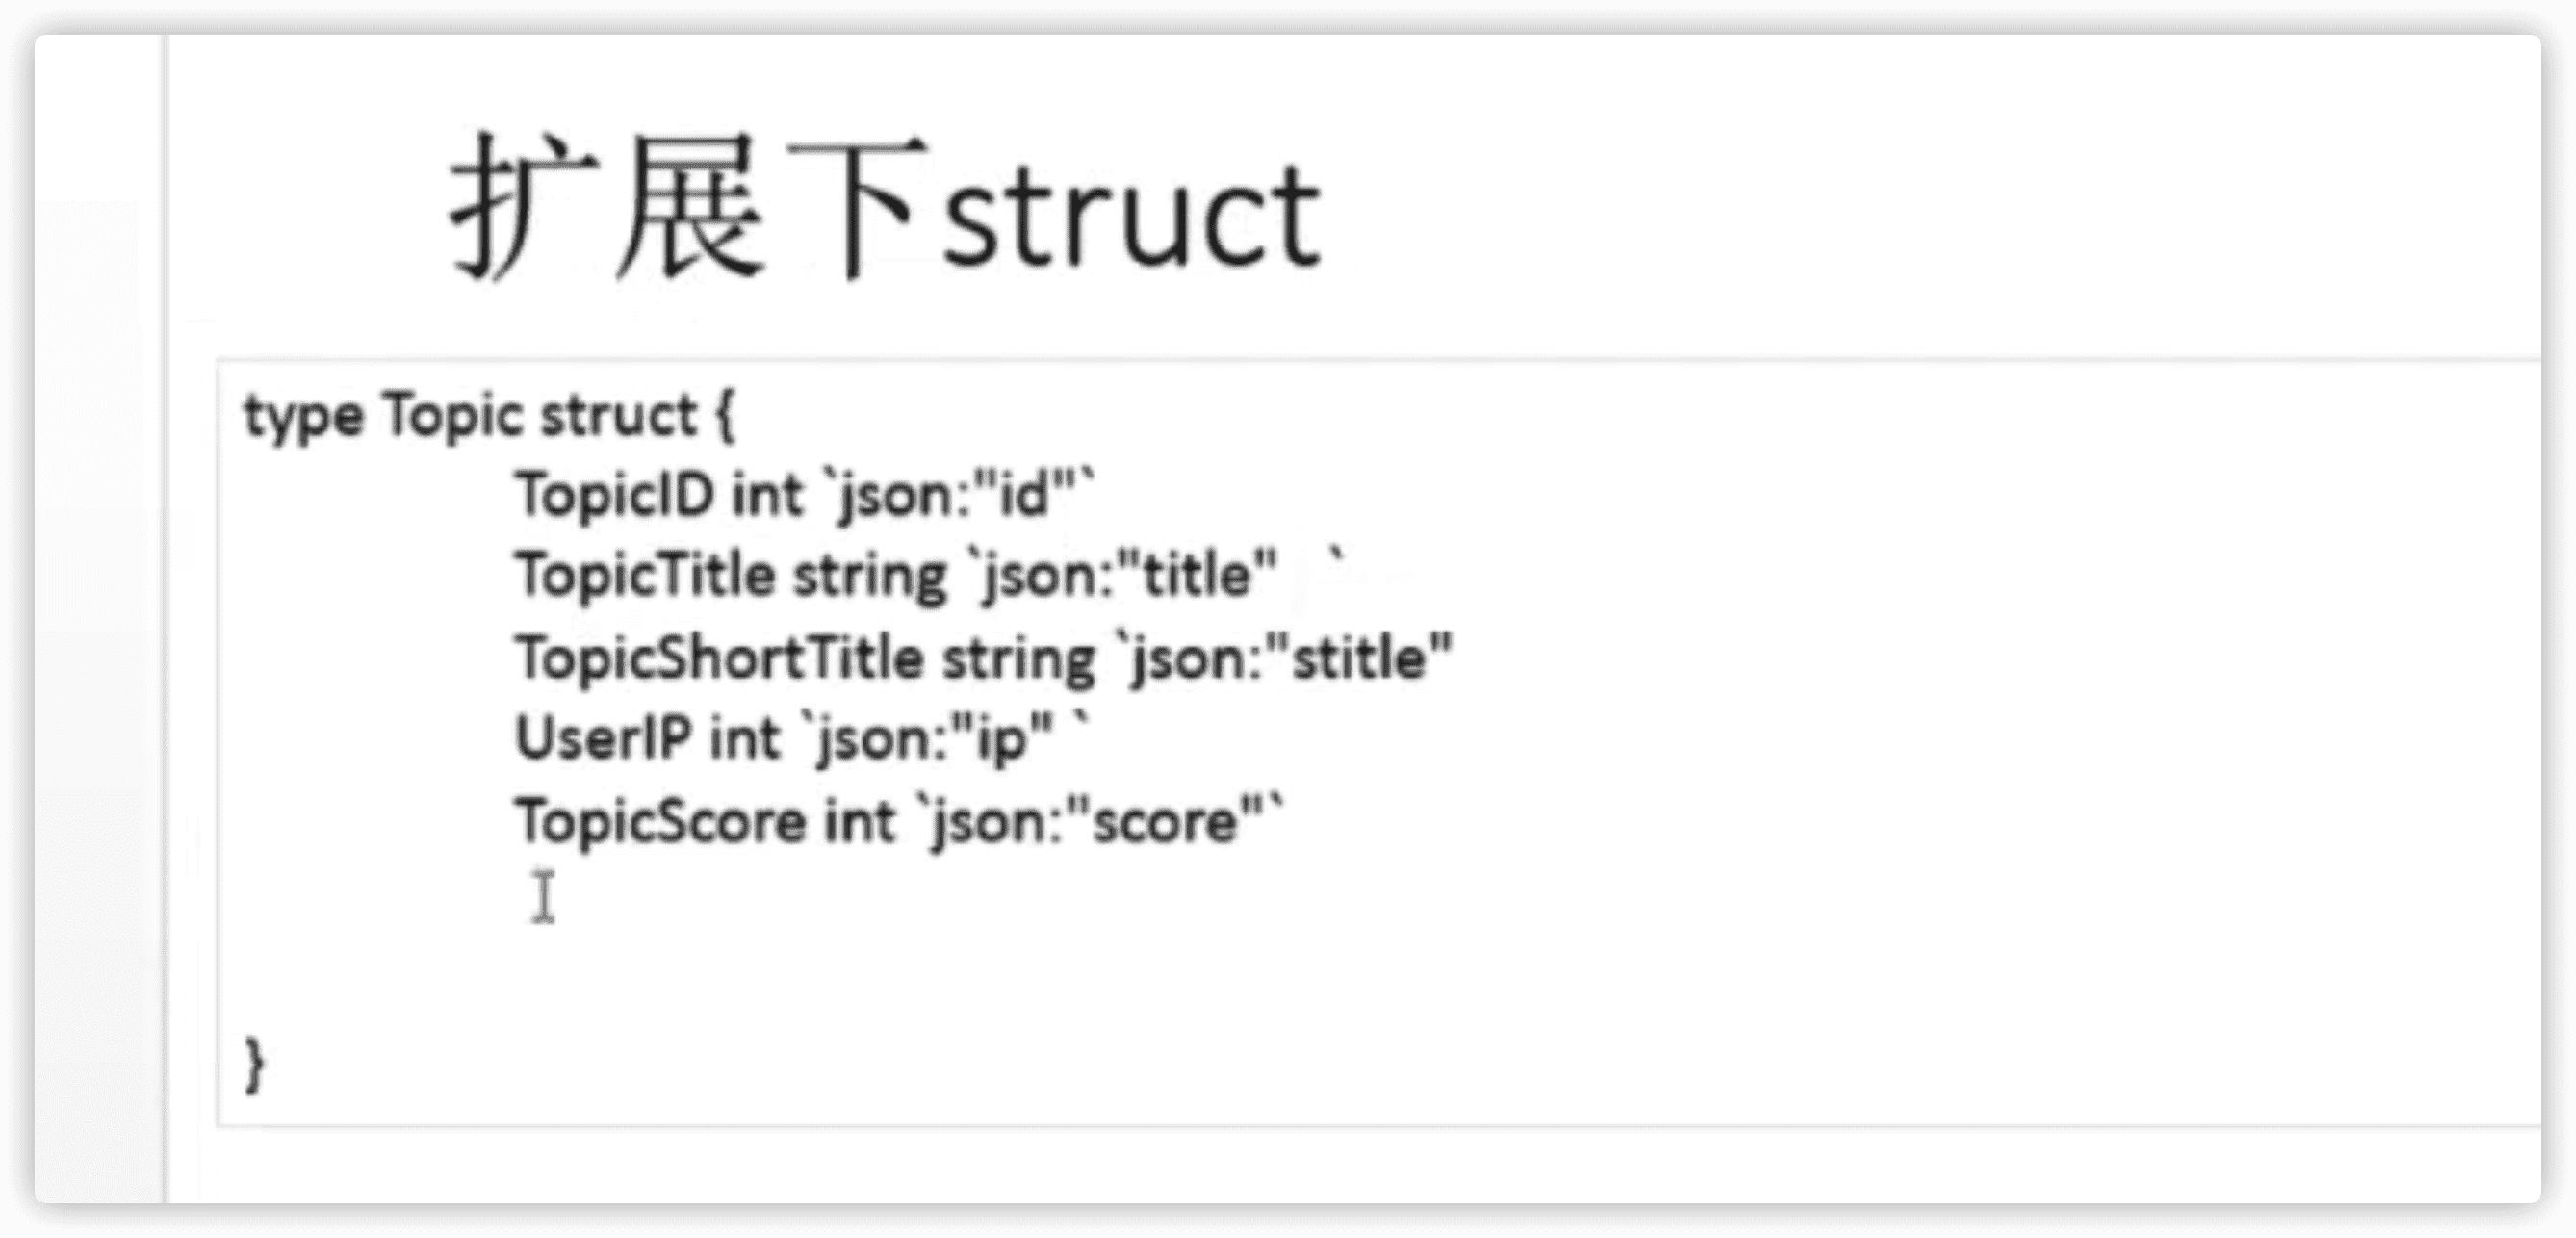 扩展下struct
type Topic struct {
TopicID int `json:"id"`
TopicTitle string `json:"title"   `
TopicShortTitle string `json:"stitle"
UserIP int `json:"ip" `
TopicScore int `json:"score"`
}